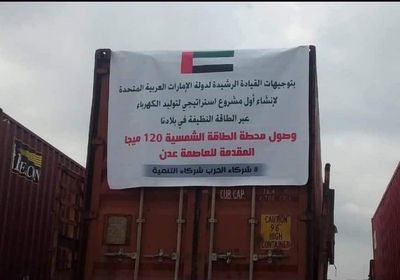 بتوجيهات القيادة الرشيدة لدولة الإمارات العربية المتحدة
لإنشاء أول مشروع استراتيجي لتوليد الكهرباء
عبر الطاقة النظيفة في بلادنا
وصول محطة الطاقة الشمسية 120 ميجا
المقدمة للعاصمة عدن
# شركاء الحرب شركاء التنمية
CUB.CAP.
CAUTION
9'6"
HIGH
CONTAINER